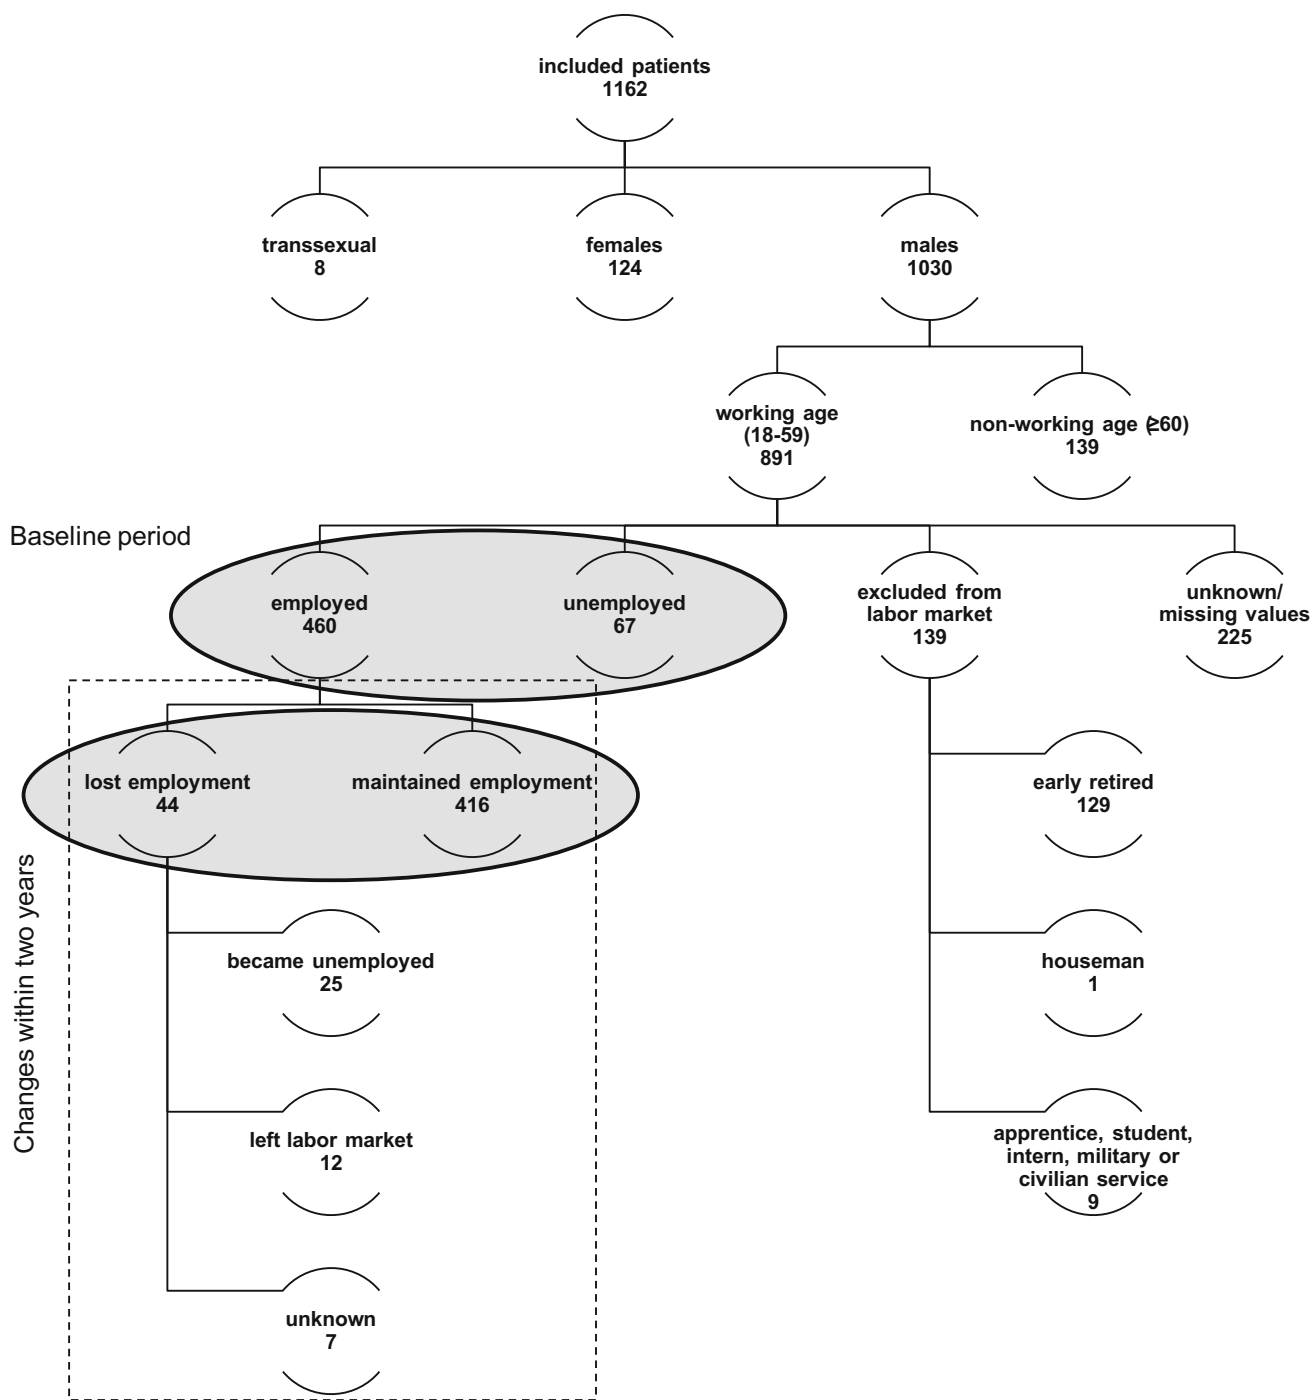 included patients
1162
transsexual
8
females
124
males
1030
working age
(18-59)
891
non-working age (≥60)
139
Baseline period
employed
460
unemployed
67
excluded from
labor market
139
unknown/
missing values
225
lost employment
44
maintained employment
416
early retired
129
Changes within two years
became unemployed
25
houseman
1
left labor market
12
apprentice, student,
intern, military or
civilian service
9
unknown
7